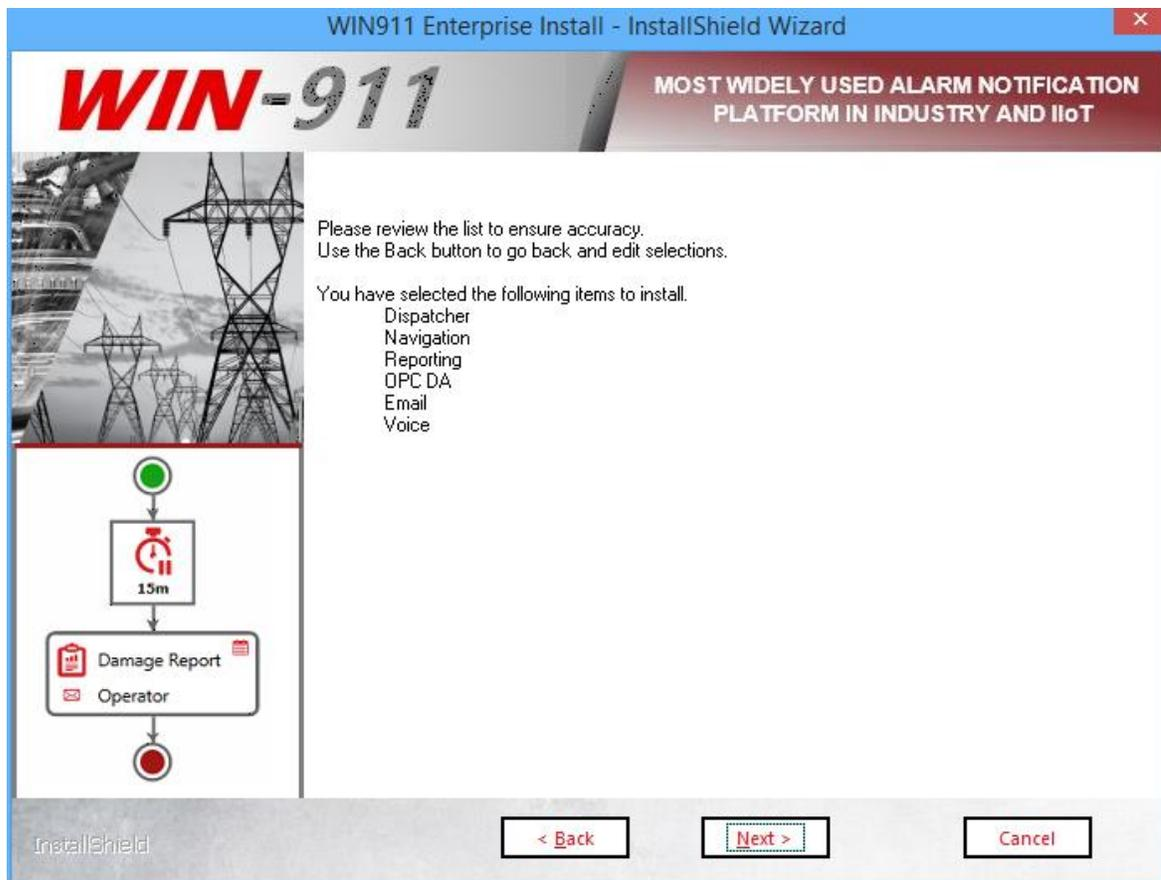 WIN911 Enterprise Install - InstallShield Wizard
WIN-911
MOST WIDELY USED ALARM NOTIFICATION
PLATFORM IN INDUSTRY AND IIoT
Please review the list to ensure accuracy.
Use the Back button to go back and edit selections.
You have selected the following items to install.
Dispatcher
Navigation
Reporting
OPC DA
Email
Voice
15m
Damage Report
Operator
InstallShield
< Back
Next >
Cancel